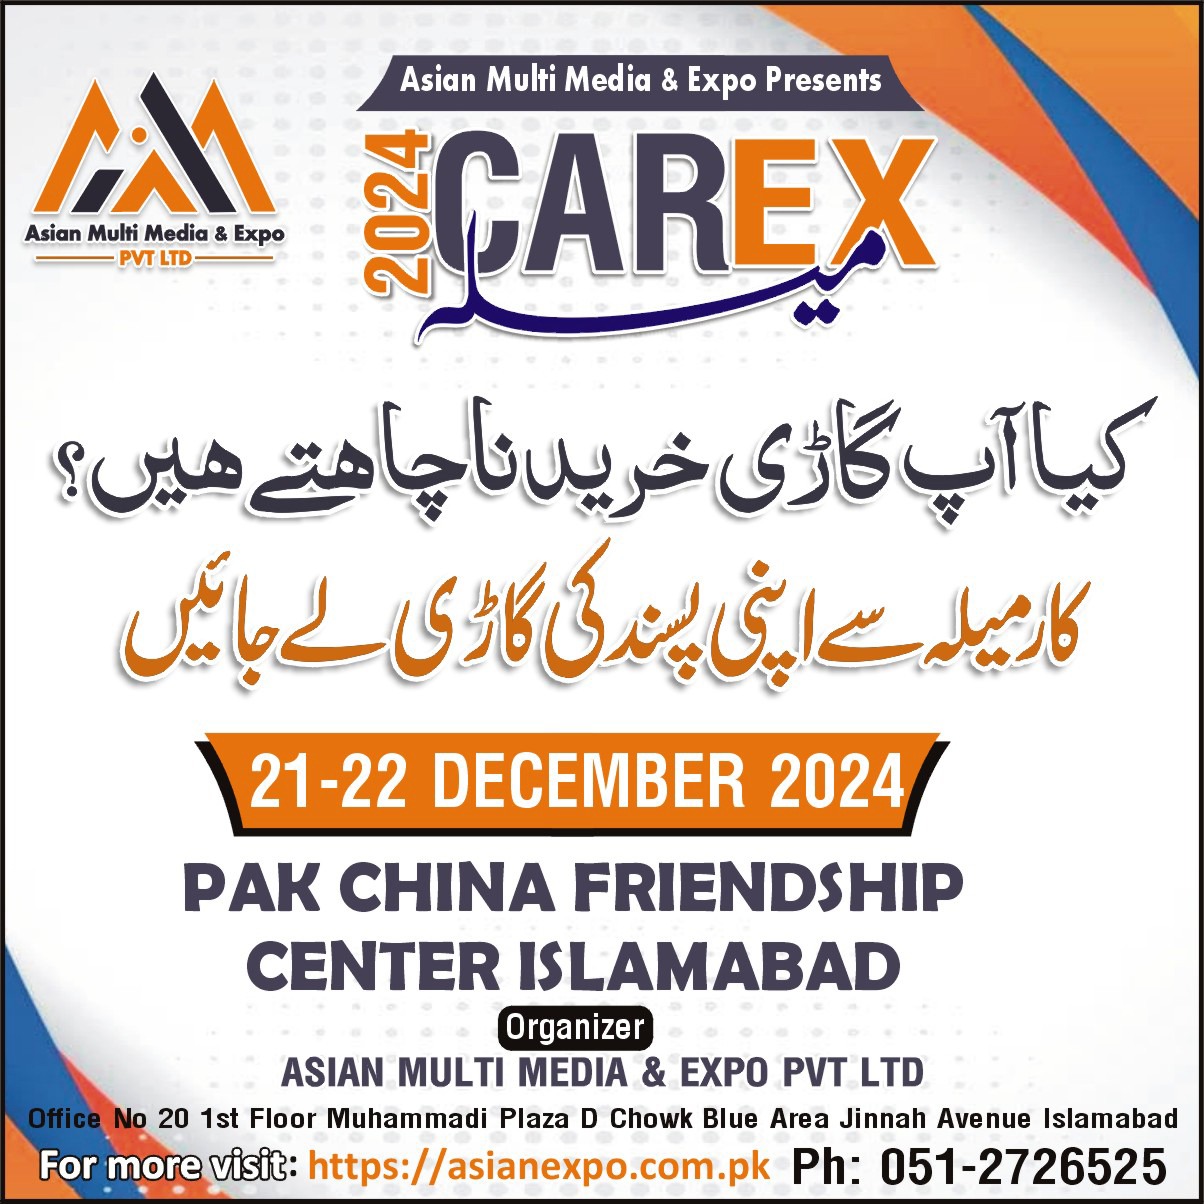 Asian Multi Media & Expo
PVT LTD
Asian Multi Media & Expo Presents
2024
CAREX
میلہ
کیا آپ گاڑی خریدنا چاھتے ھیں؟
کار میلہ سے اپنی پسند کی گاڑی لے جائیں
21-22 DECEMBER 2024
PAK CHINA FRIENDSHIP
CENTER ISLAMABAD
Organizer
ASIAN MULTI MEDIA & EXPO PVT LTD
Office No 20 1st Floor Muhammadi Plaza D Chowk Blue Area Jinnah Avenue Islamabad
For more visit: https://asianexpo.com.pk Ph: 051-2726525